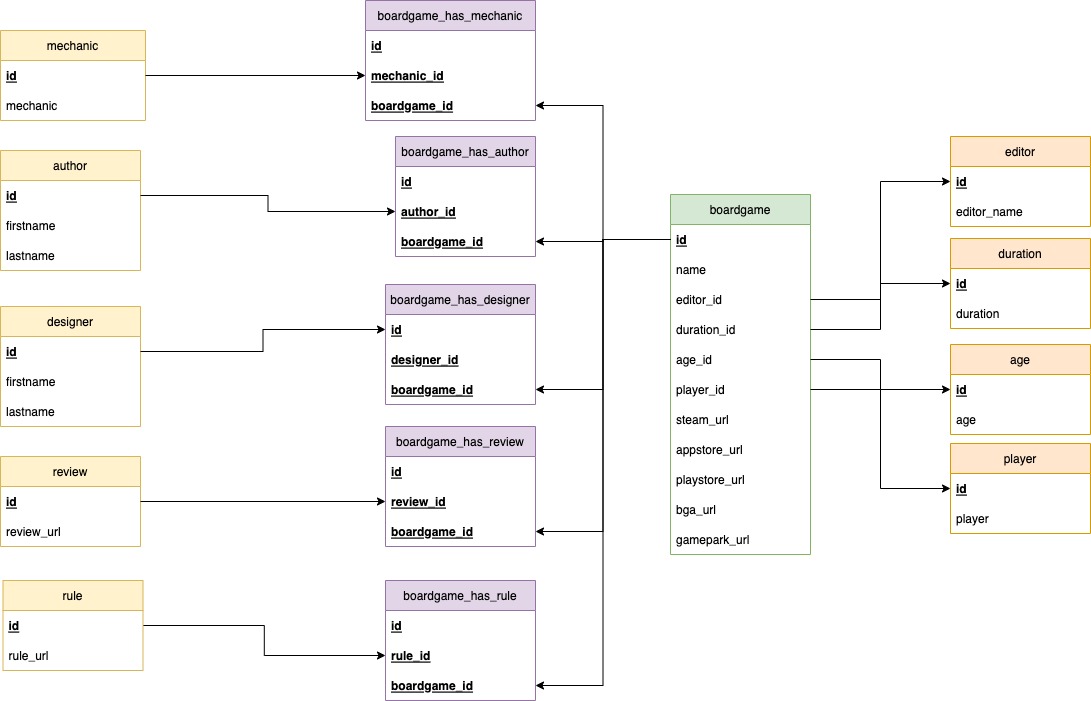 mechanic
id
mechanic
author
id
firstname
lastname
designer
id
firstname
lastname
review
id
review_url
rule
id
rule_url
boardgame_has_mechanic
id
mechanic_id
boardgame_id
boardgame_has_author
id
author_id
boardgame_id
boardgame_has_designer
id
designer_id
boardgame_id
boardgame_has_review
id
review_id
boardgame_id
boardgame_has_rule
id
rule_id
boardgame_id
boardgame
id
name
editor_id
duration_id
age_id
player_id
steam_url
appstore_url
playstore_url
bga_url
gamepark_url
editor
id
editor_name
duration
id
duration
age
id
age
player
id
player